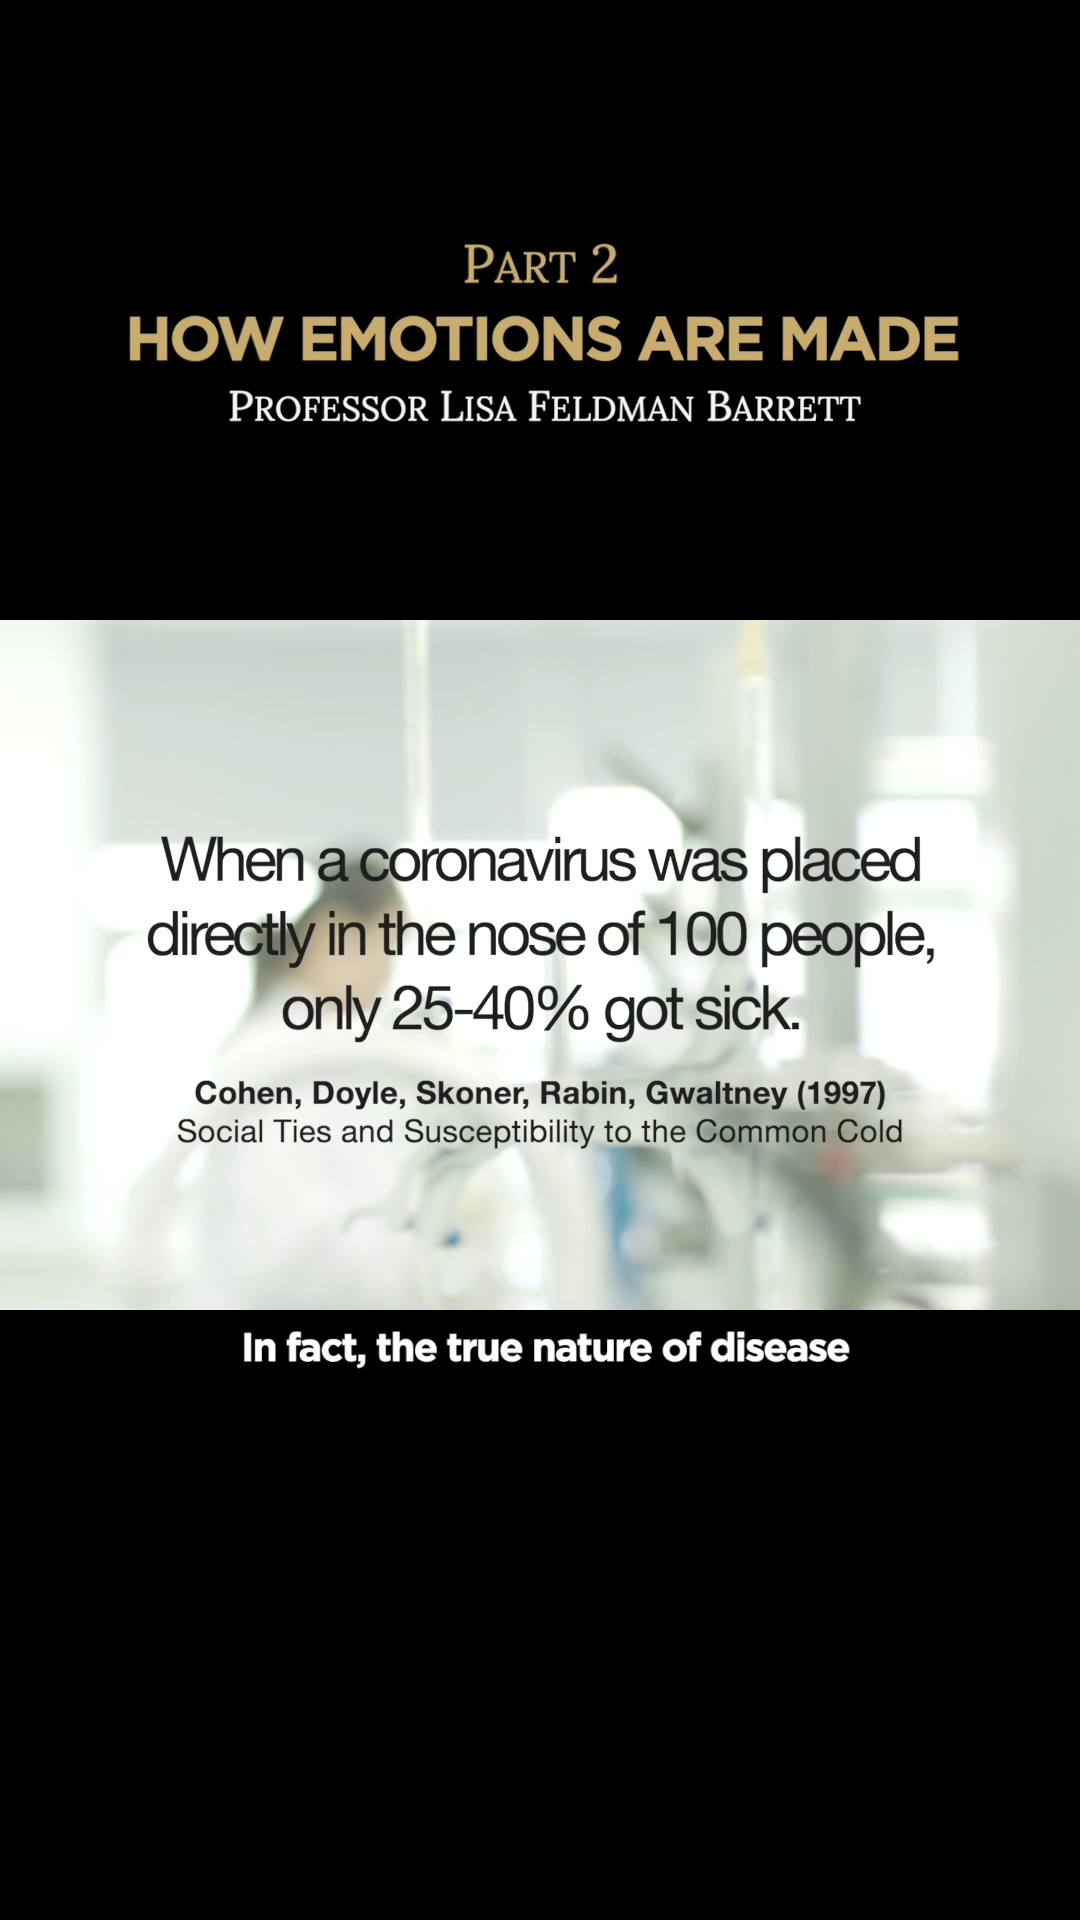 PART 2
HOW EMOTIONS ARE MADE
PROFESSOR LISA FELDMAN BARRETT
When a coronavirus was placed
directly in the nose of 100 people,
only 25-40% got sick.
Cohen, Doyle, Skoner, Rabin, Gwaltney (1997)
Social Ties and Susceptibility to the Common Cold
In fact, the true nature of disease